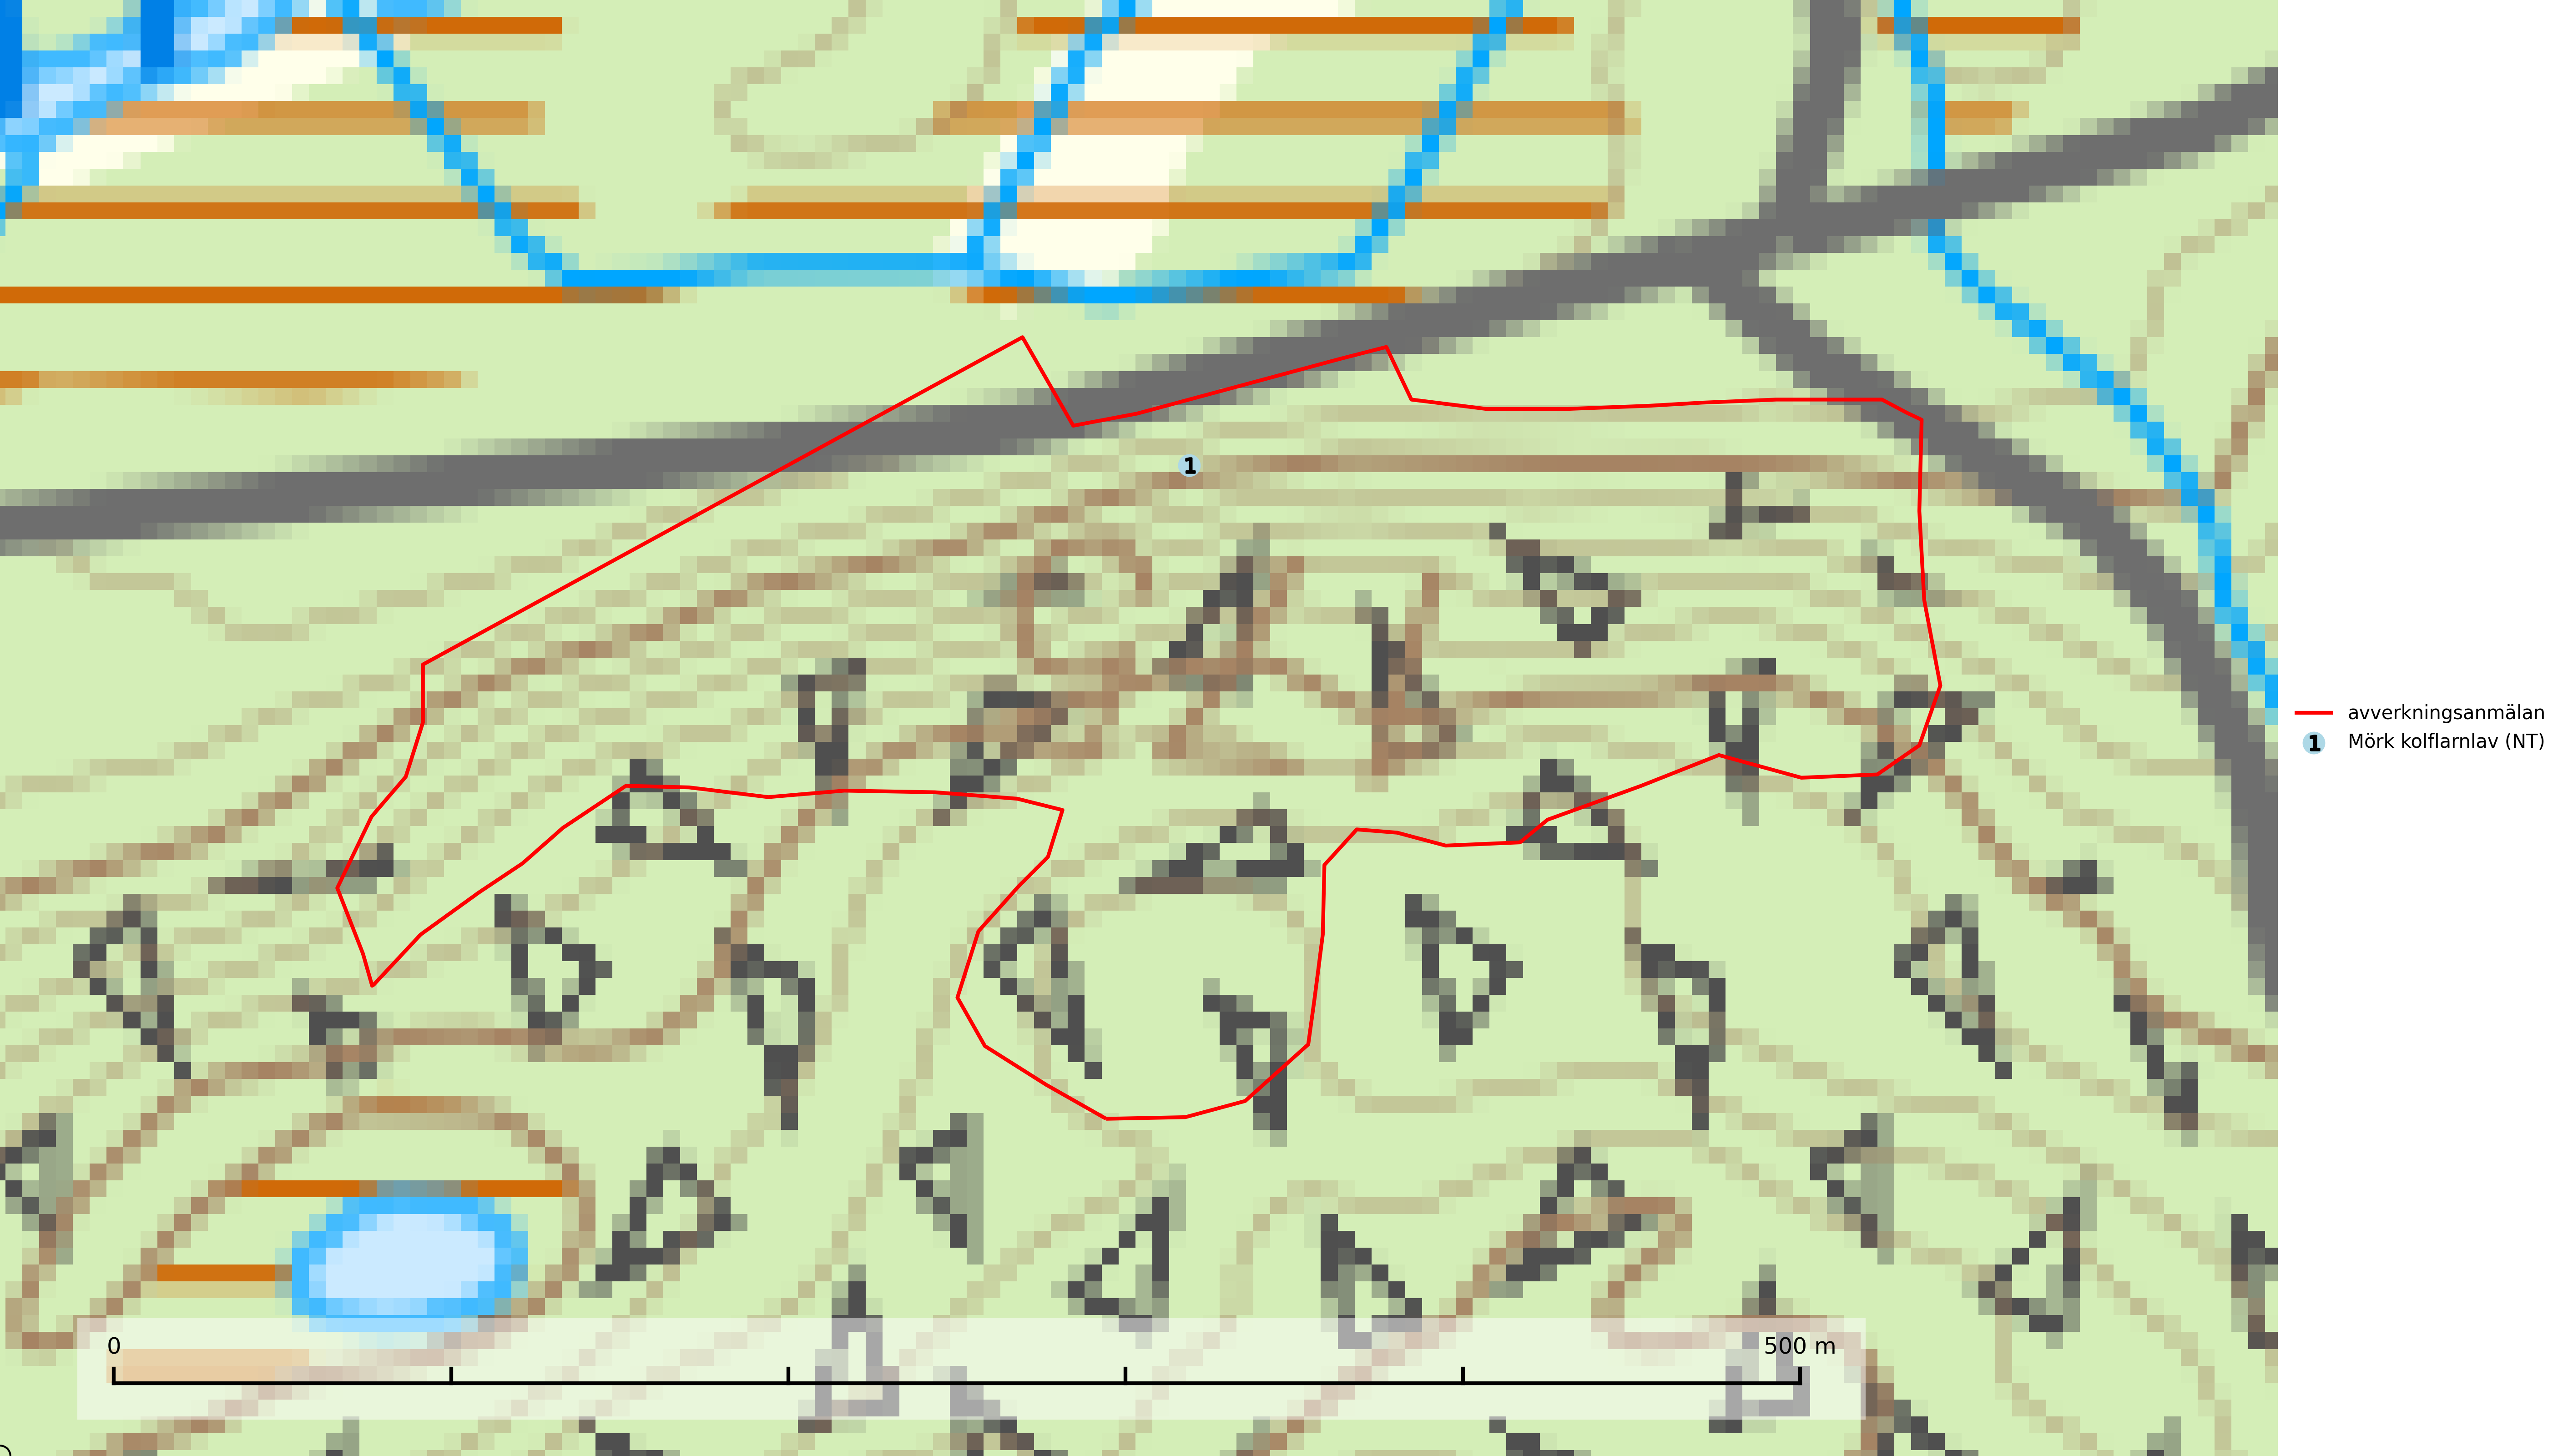 1
avverkningsanmälan
1 Mörk kolflarnlav (NT)
0 500 m